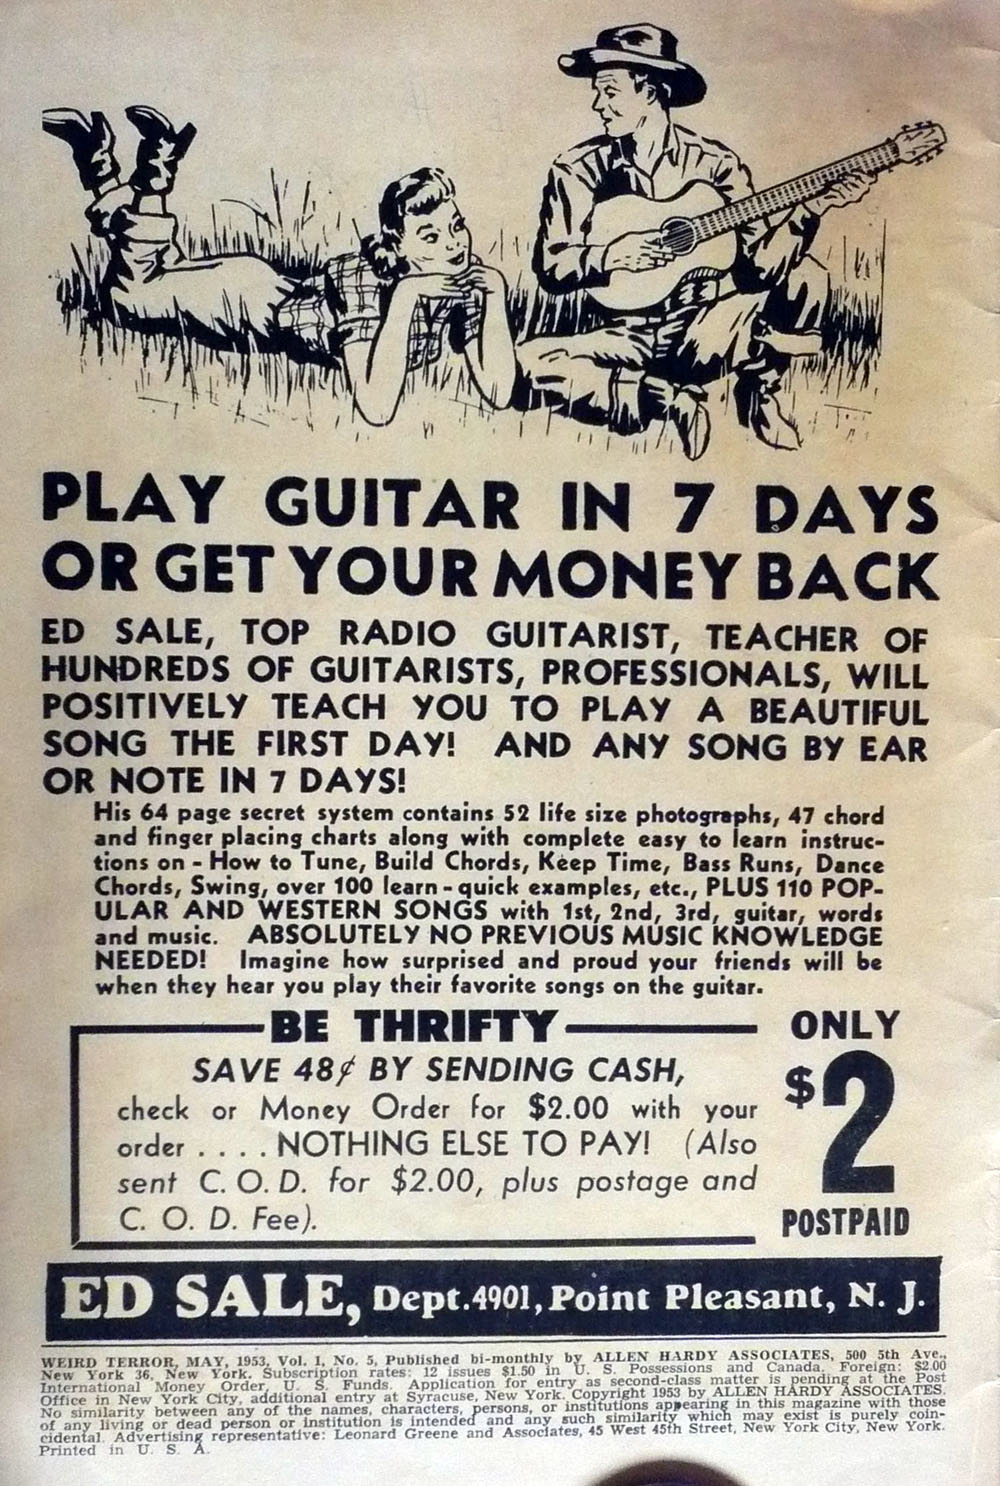 PLAY GUITAR IN 7 DAYS
OR GET YOUR MONEY BACK
ED SALE, TOP RADIO GUITARIST, TEACHER OF
HUNDREDS OF GUITARISTS, PROFESSIONALS, WILL
POSITIVELY TEACH YOU TO PLAY A BEAUTIFUL
SONG THE FIRST DAY! AND ANY SONG BY EAR
OR NOTE IN 7 DAYS!
His 64 page secret system contains 52 life size photographs, 47 chord
and finger placing charts along with complete easy to learn instruc-
tions on - How to Tune, Build Chords, Keep Time, Bass Runs, Dance
Chords, Swing, over 100 learn - quick examples, etc., PLUS 110 POP-
ULAR AND WESTERN SONGS with 1st, 2nd, 3rd, guitar, words
and music. ABSOLUTELY NO PREVIOUS MUSIC KNOWLEDGE
NEEDED! Imagine how surprised and proud your friends will be
when they hear you play their favorite songs on the guitar.
BE THRIFTY
SAVE 48¢ BY SENDING CASH,
check or Money Order for $2.00 with your
order . . . . NOTHING ELSE TO PAY! (Also
sent C. O. D. for $2.00, plus postage and
C. O. D. Fee).
ONLY
$2
POSTPAID
ED SALE, Dept.4901, Point Pleasant, N. J.
WEIRD TERROR, MAY, 1953, Vol. 1, No. 5, Published bi-monthly by ALLEN HARDY ASSOCIATES, 500 5th Ave.,
New York 36, New York. Subscription rates: 12 issues $1.50 in U. S. Possessions and Canada. Foreign: $2.00
International Money Order, U. S. Funds. Application for entry as second-class matter is pending at the Post
Office in New York City, additional entry at Syracuse, New York. Copyright 1953 by ALLEN HARDY ASSOCIATES.
No similarity between any of the names, characters, persons, or institutions appearing in this magazine with those
of any living or dead person or institution is intended and any such similarity which may exist is purely coin-
cidental. Advertising representative: Leonard Greene and Associates, 45 West 45th Street, New York City, New York.
Printed in U. S. A.